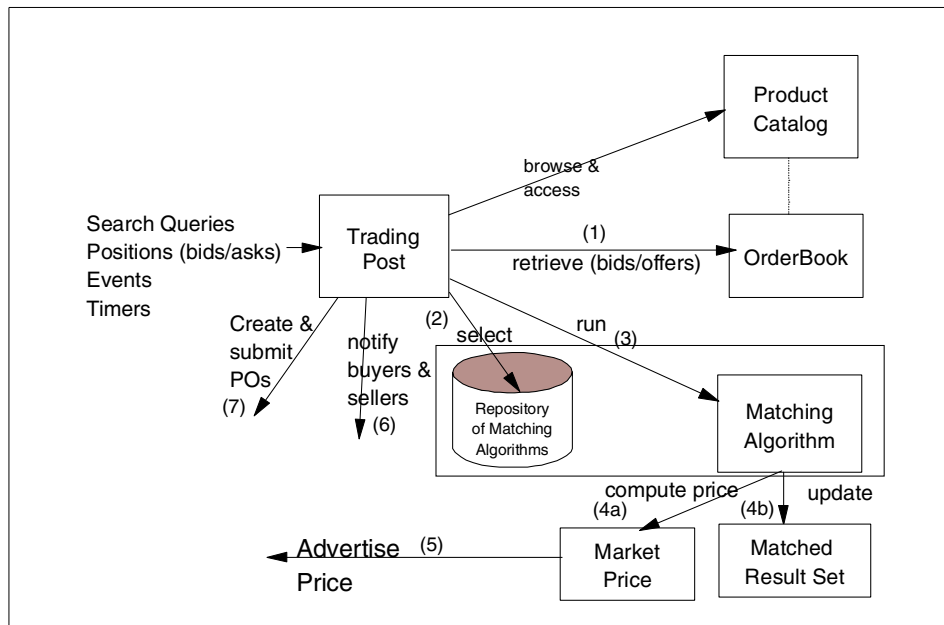 Product
Catalog
browse &
access
Search Queries
Positions (bids/asks)
Events
Timers
Trading
Post
(1)
retrieve (bids/offers)
OrderBook
Create &
submit
POs
(7)
notify
buyers &
sellers
(6)
(2)
select
run
(3)
Repository
of Matching
Algorithms
Matching
Algorithm
compute price
(4a)
update
(4b)
Market
Price
Matched
Result Set
(5)
Advertise
Price